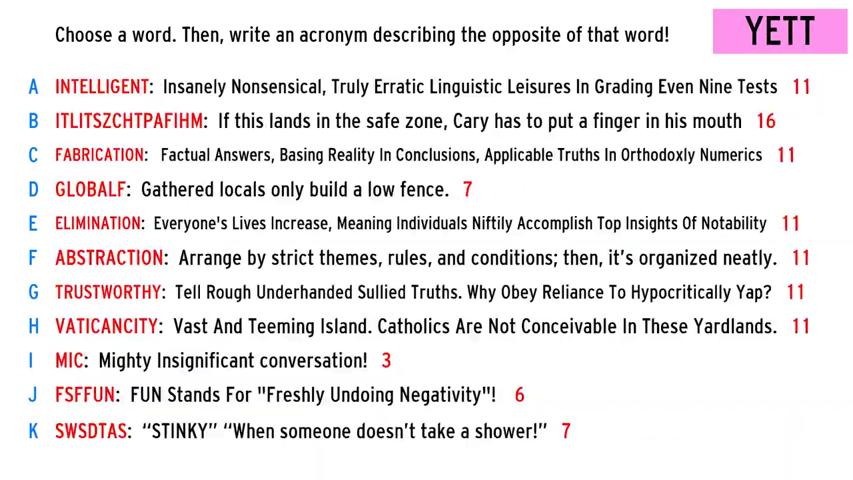 Choose a word. Then, write an acronym describing the opposite of that word!
YETT
A INTELLIGENT: Insanely Nonsensical, Truly Erratic Linguistic Leisures In Grading Even Nine Tests 11
B ITLITSZCHTPAFIHM: If this lands in the safe zone, Cary has to put a finger in his mouth 16
C FABRICATION: Factual Answers, Basing Reality In Conclusions, Applicable Truths In Orthodoxly Numerics 11
D GLOBALF: Gathered locals only build a low fence. 7
E ELIMINATION: Everyone's Lives Increase, Meaning Individuals Niftily Accomplish Top Insights Of Notability 11
F ABSTRACTION: Arrange by strict themes, rules, and conditions; then, it's organized neatly. 11
G TRUSTWORTHY: Tell Rough Underhanded Sullied Truths. Why Obey Reliance To Hypocritically Yap? 11
H VATICANCITY: Vast And Teeming Island. Catholics Are Not Conceivable In These Yardlands. 11
I MIC: Mighty Insignificant conversation! 3
J FSFFUN: FUN Stands For "Freshly Undoing Negativity"! 6
K SWSDTAS: “STINKY” “When someone doesn't take a shower!” 7